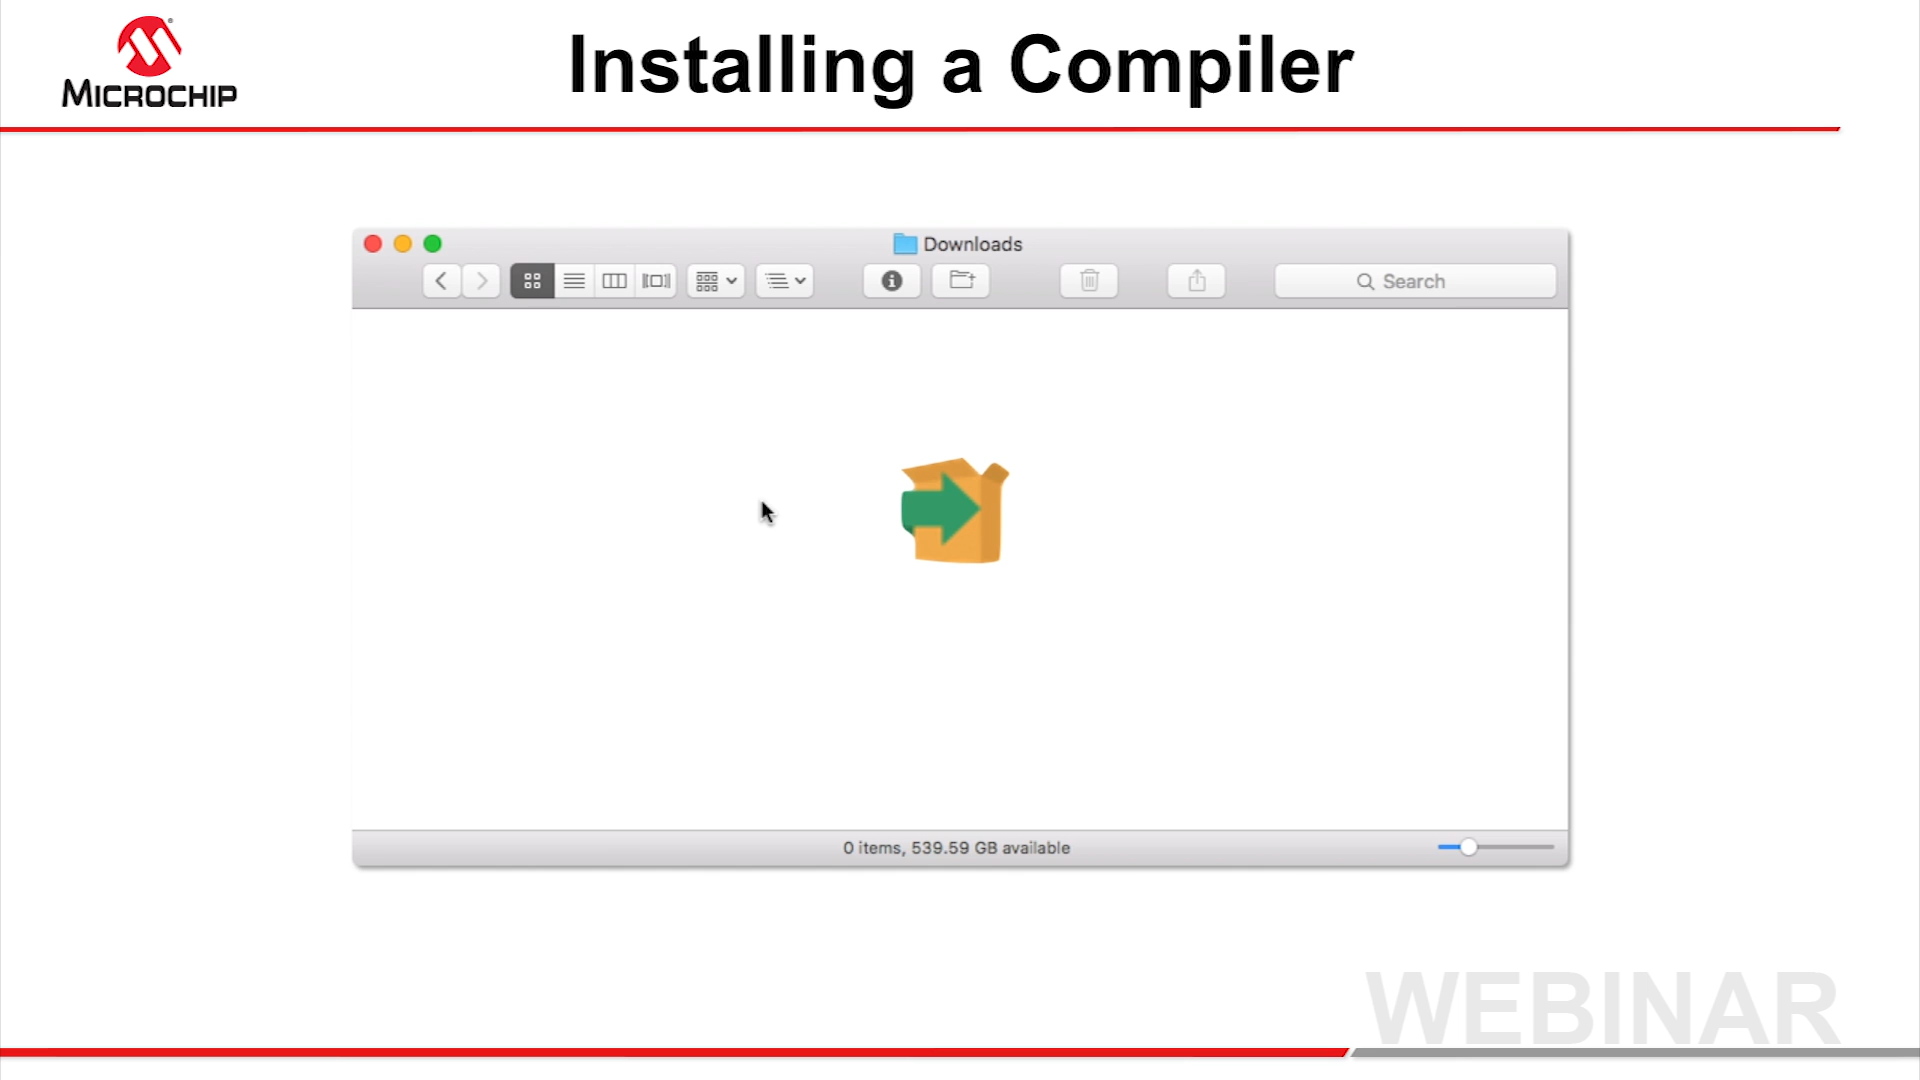 MICROCHIP
Installing a Compiler
Downloads
Search
0 items, 539.59 GB available
WEBINAR